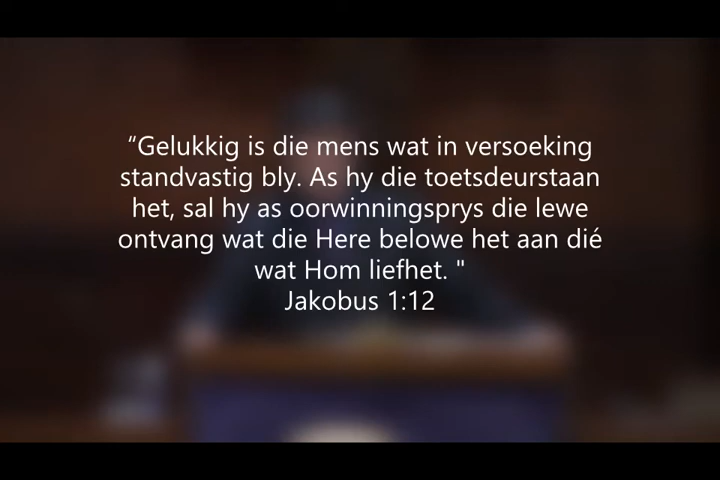 “Gelukkig is die mens wat in versoeking
standvastig bly. As hy die toetsdeurstaan
het, sal hy as oorwinningsprys die lewe
ontvang wat die Here belowe het aan dié
wat Hom liefhet. "
Jakobus 1:12